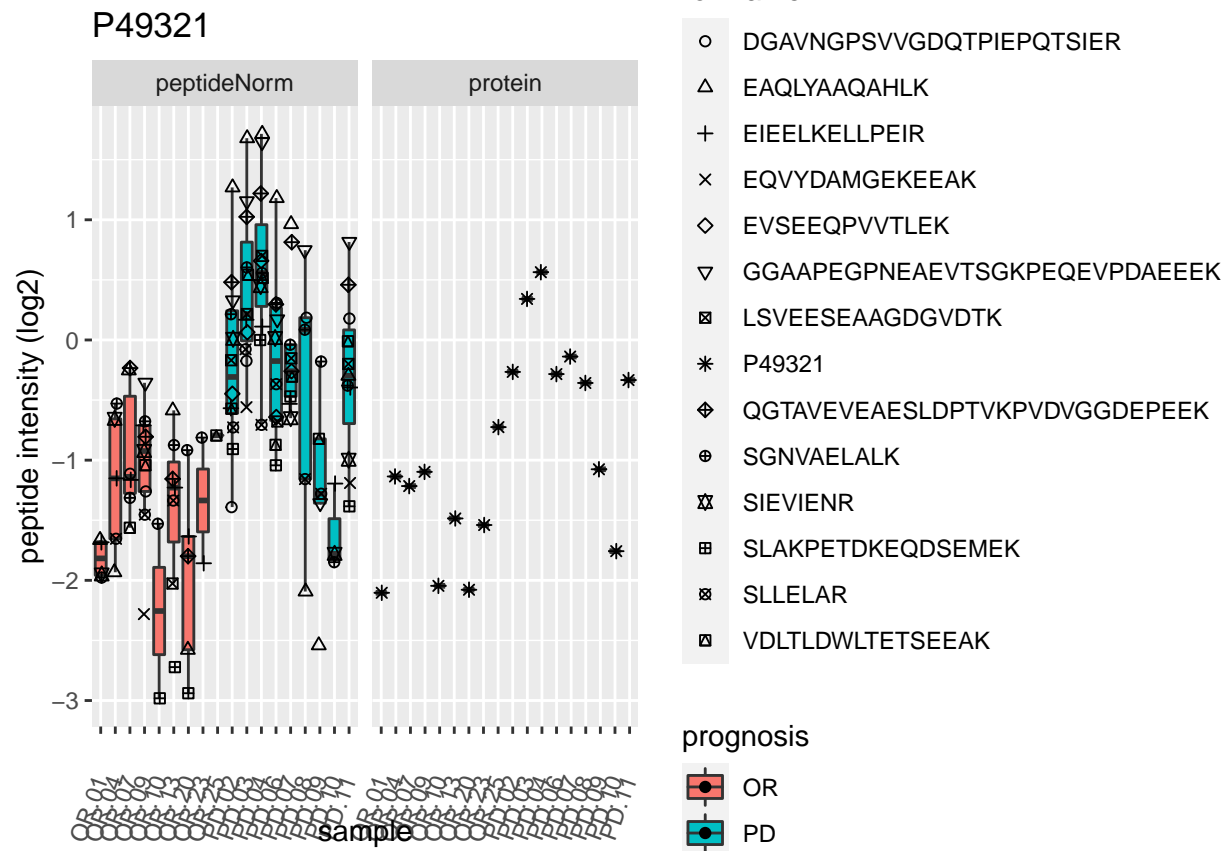 P49321
peptideNorm
protein
1
0
−1
−2
−3
peptide intensity (log2)
sample
DGAVNGPSVVGDQTPIEPQTSIER
EAQLYAAQAHLK
EIEELKELLPEIR
EQVYDAMGEKEEAK
EVSEEQPVVTLEK
GGAAPEGPNEAEVTSGKPEQEVPDAEEEK
LSVEESEAAGDGVDTK
P49321
QGTAVEVEAESLDPTVKPVDVGGDEPEEK
SGNVAELALK
SIEVIENR
SLAKPETDKEQDSEMEK
SLLELAR
VDLTLDWLTETSEEAK
prognosis
OR
PD